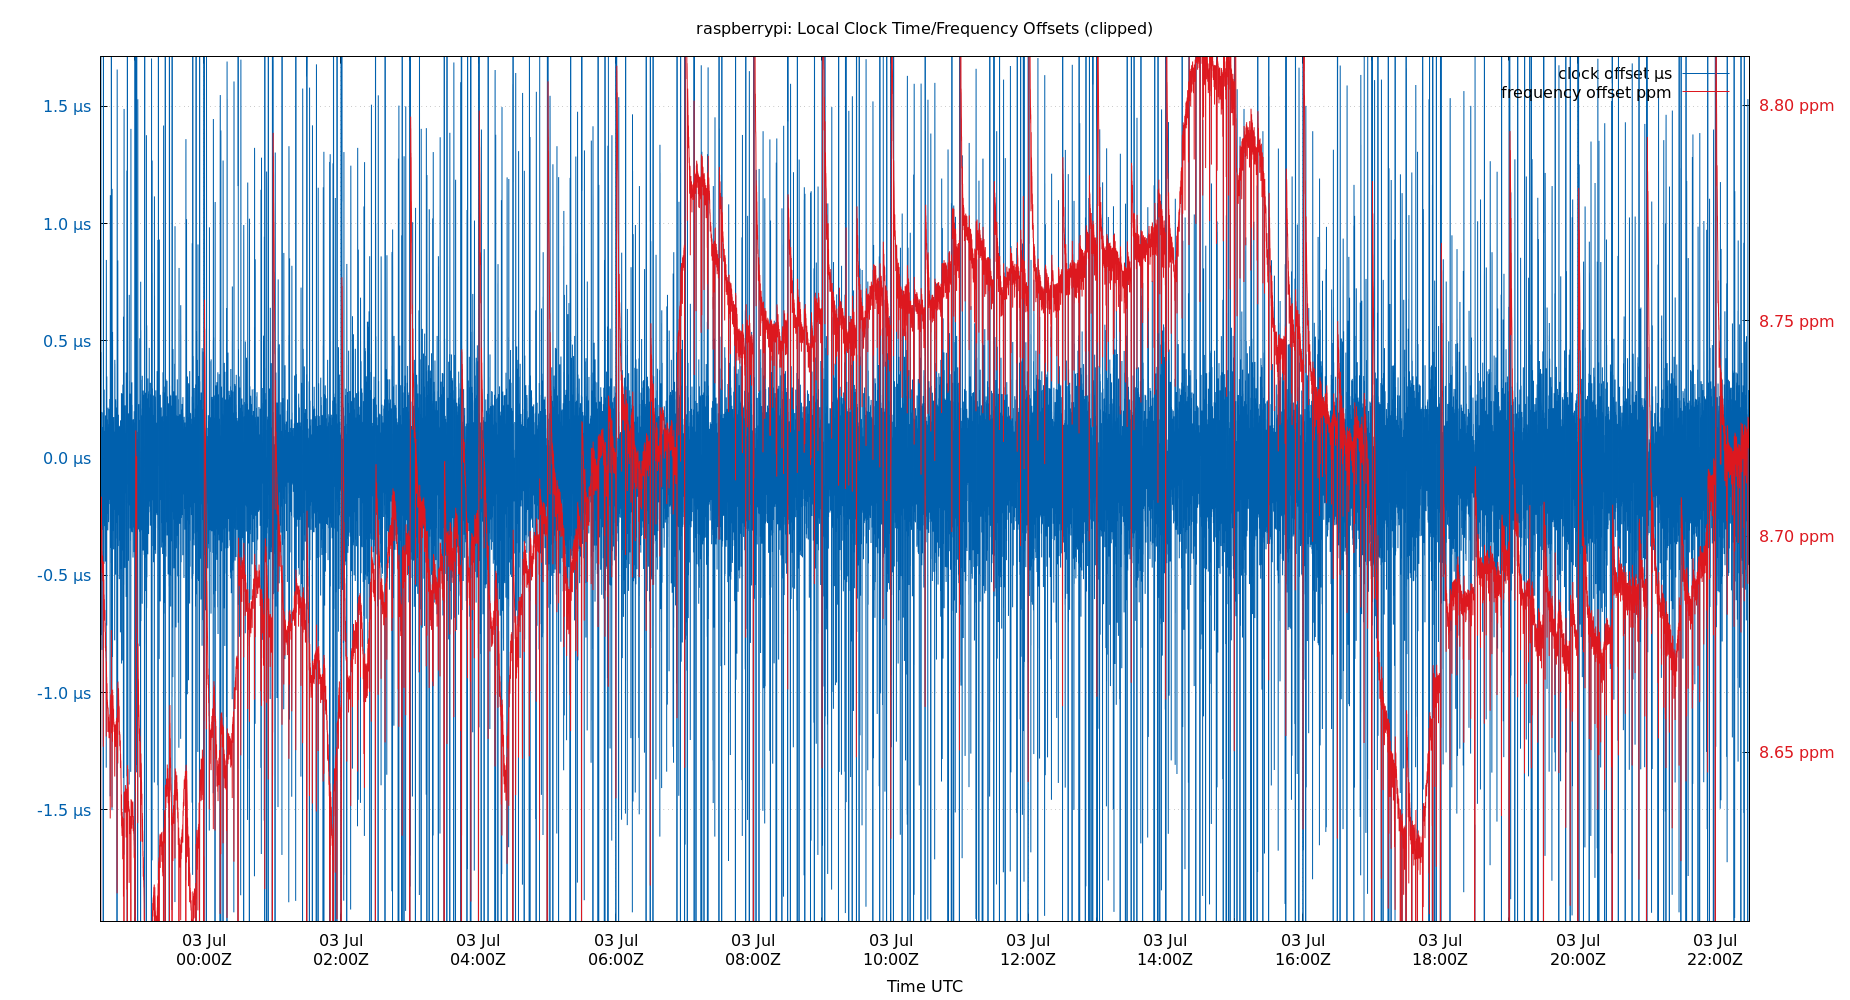 raspberrypi: Local Clock Time/Frequency Offsets (clipped)
clock offset µs
frequency offset ppm
1.5 µs
1.0 µs
0.5 µs
0.0 µs
-0.5 µs
-1.0 µs
-1.5 µs
8.80 ppm
8.75 ppm
8.70 ppm
8.65 ppm
03 Jul 03 Jul 03 Jul 03 Jul 03 Jul 03 Jul 03 Jul 03 Jul 03 Jul 03 Jul 03 Jul 03 Jul
00:00Z 02:00Z 04:00Z 06:00Z 08:00Z 10:00Z 12:00Z 14:00Z 16:00Z 18:00Z 20:00Z 22:00Z
Time UTC